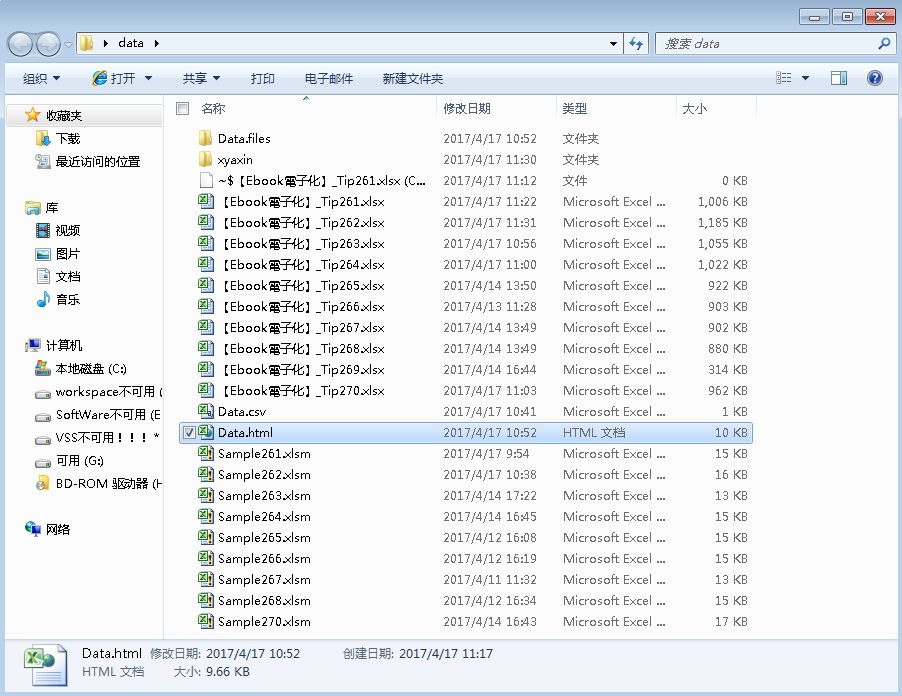 data
搜索 data
组织 打开 共享 打印 电子邮件 新建文件夹
收藏夹
下载
最近访问的位置
库
视频
图片
文档
音乐
计算机
本地磁盘 (C:)
workspace不可用 (
SoftWare不可用 (E
VSS不可用！！！ *
可用 (G:)
BD-ROM 驱动器 (H
网络
名称 修改日期 类型 大小
Data.files 2017/4/17 10:52 文件夹
xyaxin 2017/4/17 11:30 文件夹
~$【Ebook電子化】_Tip261.xlsx (C... 2017/4/17 11:12 文件 0 KB
【Ebook電子化】_Tip261.xlsx 2017/4/17 11:22 Microsoft Excel ... 1,006 KB
【Ebook電子化】_Tip262.xlsx 2017/4/17 11:31 Microsoft Excel ... 1,185 KB
【Ebook電子化】_Tip263.xlsx 2017/4/17 10:56 Microsoft Excel ... 1,055 KB
【Ebook電子化】_Tip264.xlsx 2017/4/17 11:00 Microsoft Excel ... 1,022 KB
【Ebook電子化】_Tip265.xlsx 2017/4/14 13:50 Microsoft Excel ... 922 KB
【Ebook電子化】_Tip266.xlsx 2017/4/13 11:28 Microsoft Excel ... 903 KB
【Ebook電子化】_Tip267.xlsx 2017/4/14 13:49 Microsoft Excel ... 902 KB
【Ebook電子化】_Tip268.xlsx 2017/4/14 13:49 Microsoft Excel ... 880 KB
【Ebook電子化】_Tip269.xlsx 2017/4/14 16:44 Microsoft Excel ... 314 KB
【Ebook電子化】_Tip270.xlsx 2017/4/17 11:03 Microsoft Excel ... 962 KB
Data.csv 2017/4/17 10:41 Microsoft Excel ... 1 KB
Data.html 2017/4/17 10:52 HTML 文档 10 KB
Sample261.xlsm 2017/4/17 9:54 Microsoft Excel ... 15 KB
Sample262.xlsm 2017/4/17 10:38 Microsoft Excel ... 16 KB
Sample263.xlsm 2017/4/14 17:22 Microsoft Excel ... 13 KB
Sample264.xlsm 2017/4/14 16:45 Microsoft Excel ... 15 KB
Sample265.xlsm 2017/4/12 16:08 Microsoft Excel ... 15 KB
Sample266.xlsm 2017/4/12 16:19 Microsoft Excel ... 15 KB
Sample267.xlsm 2017/4/11 11:32 Microsoft Excel ... 13 KB
Sample268.xlsm 2017/4/12 16:34 Microsoft Excel ... 15 KB
Sample270.xlsm 2017/4/14 16:43 Microsoft Excel ... 17 KB
Data.html 修改日期: 2017/4/17 10:52 创建日期: 2017/4/17 11:17
HTML 文档 大小: 9.66 KB